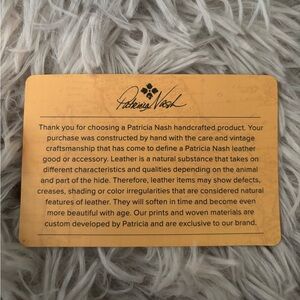 Patricia Nash
Thank you for choosing a Patricia Nash handcrafted product. Your
purchase was constructed by hand with the care and vintage
craftsmanship that has come to define a Patricia Nash leather
good or accessory. Leather is a natural substance that takes on
different characteristics and qualities depending on the animal
and part of the hide. Therefore, leather items may show defects,
creases, shading or color irregularities that are considered natural
features of leather. They will soften in time and become even
more beautiful with age. Our prints and woven materials are
custom developed by Patricia and are exclusive to our brand.